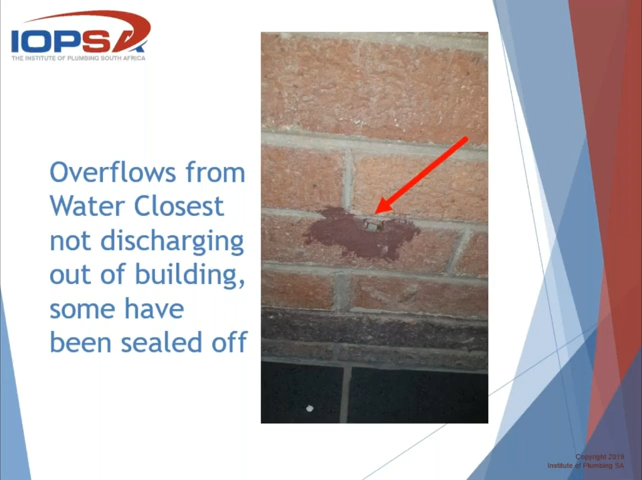 IOPSA
THE INSTITUTE OF PLUMBING SOUTH AFRICA
Overflows from
Water Closest
not discharging
out of building,
some have
been sealed off
Copyright 2019
Institute of Plumbing SA